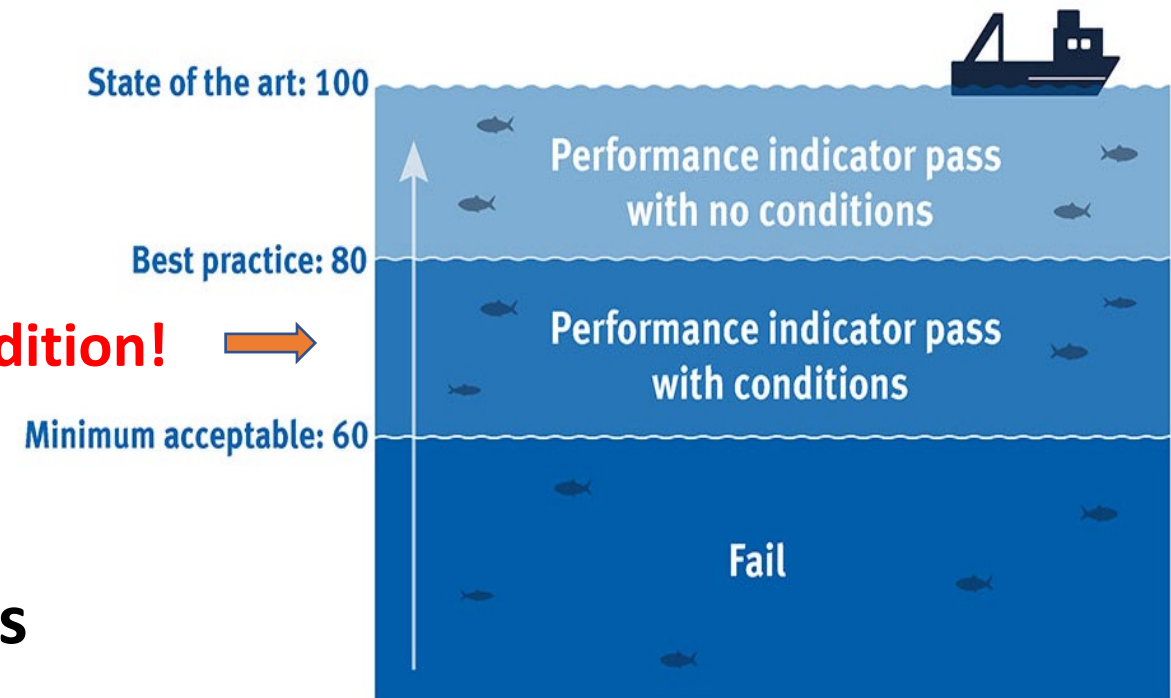 State of the art: 100
Performance indicator pass
with no conditions
Best practice: 80
dition!
Performance indicator pass
with conditions
Minimum acceptable: 60
Fail
s